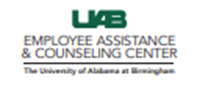 UAB
EMPLOYEE ASSISTANCE
& COUNSELING CENTER
The University of Alabama at Birmingham